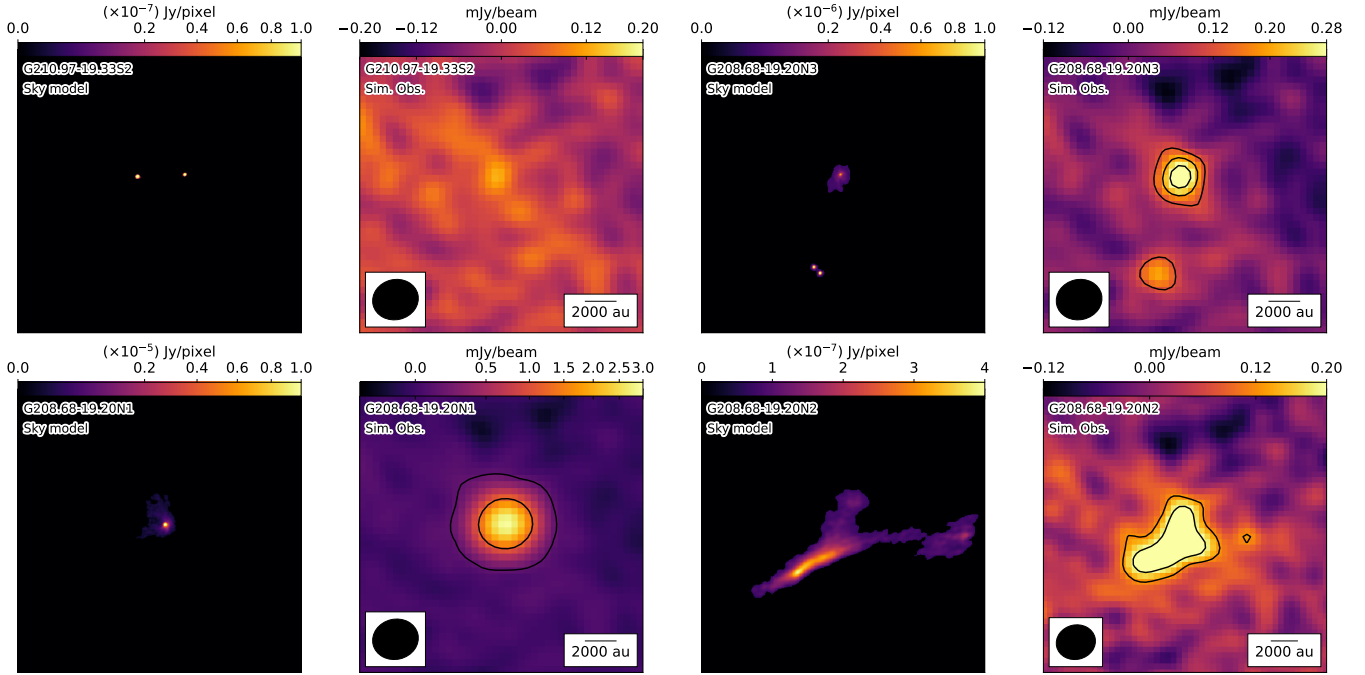 (×10−7) Jy/pixel
0.0 0.2 0.4 0.6 0.8 1.0
G210.97-19.33S2
Sky model
mJy/beam
−0.20 −0.12 0.00 0.12 0.20
G210.97-19.33S2
Sim. Obs.
2000 au
(×10−6) Jy/pixel
0.0 0.2 0.4 0.6 0.8 1.0
G208.68-19.20N3
Sky model
mJy/beam
−0.12 0.00 0.12 0.20 0.28
G208.68-19.20N3
Sim. Obs.
2000 au
(×10−5) Jy/pixel
0.0 0.2 0.4 0.6 0.8 1.0
G208.68-19.20N1
Sky model
mJy/beam
0.0 0.5 1.0 1.5 2.0 2.5 3.0
G208.68-19.20N1
Sim. Obs.
2000 au
(×10−7) Jy/pixel
0 1 2 3 4
G208.68-19.20N2
Sky model
mJy/beam
−0.12 0.00 0.12 0.20
G208.68-19.20N2
Sim. Obs.
2000 au